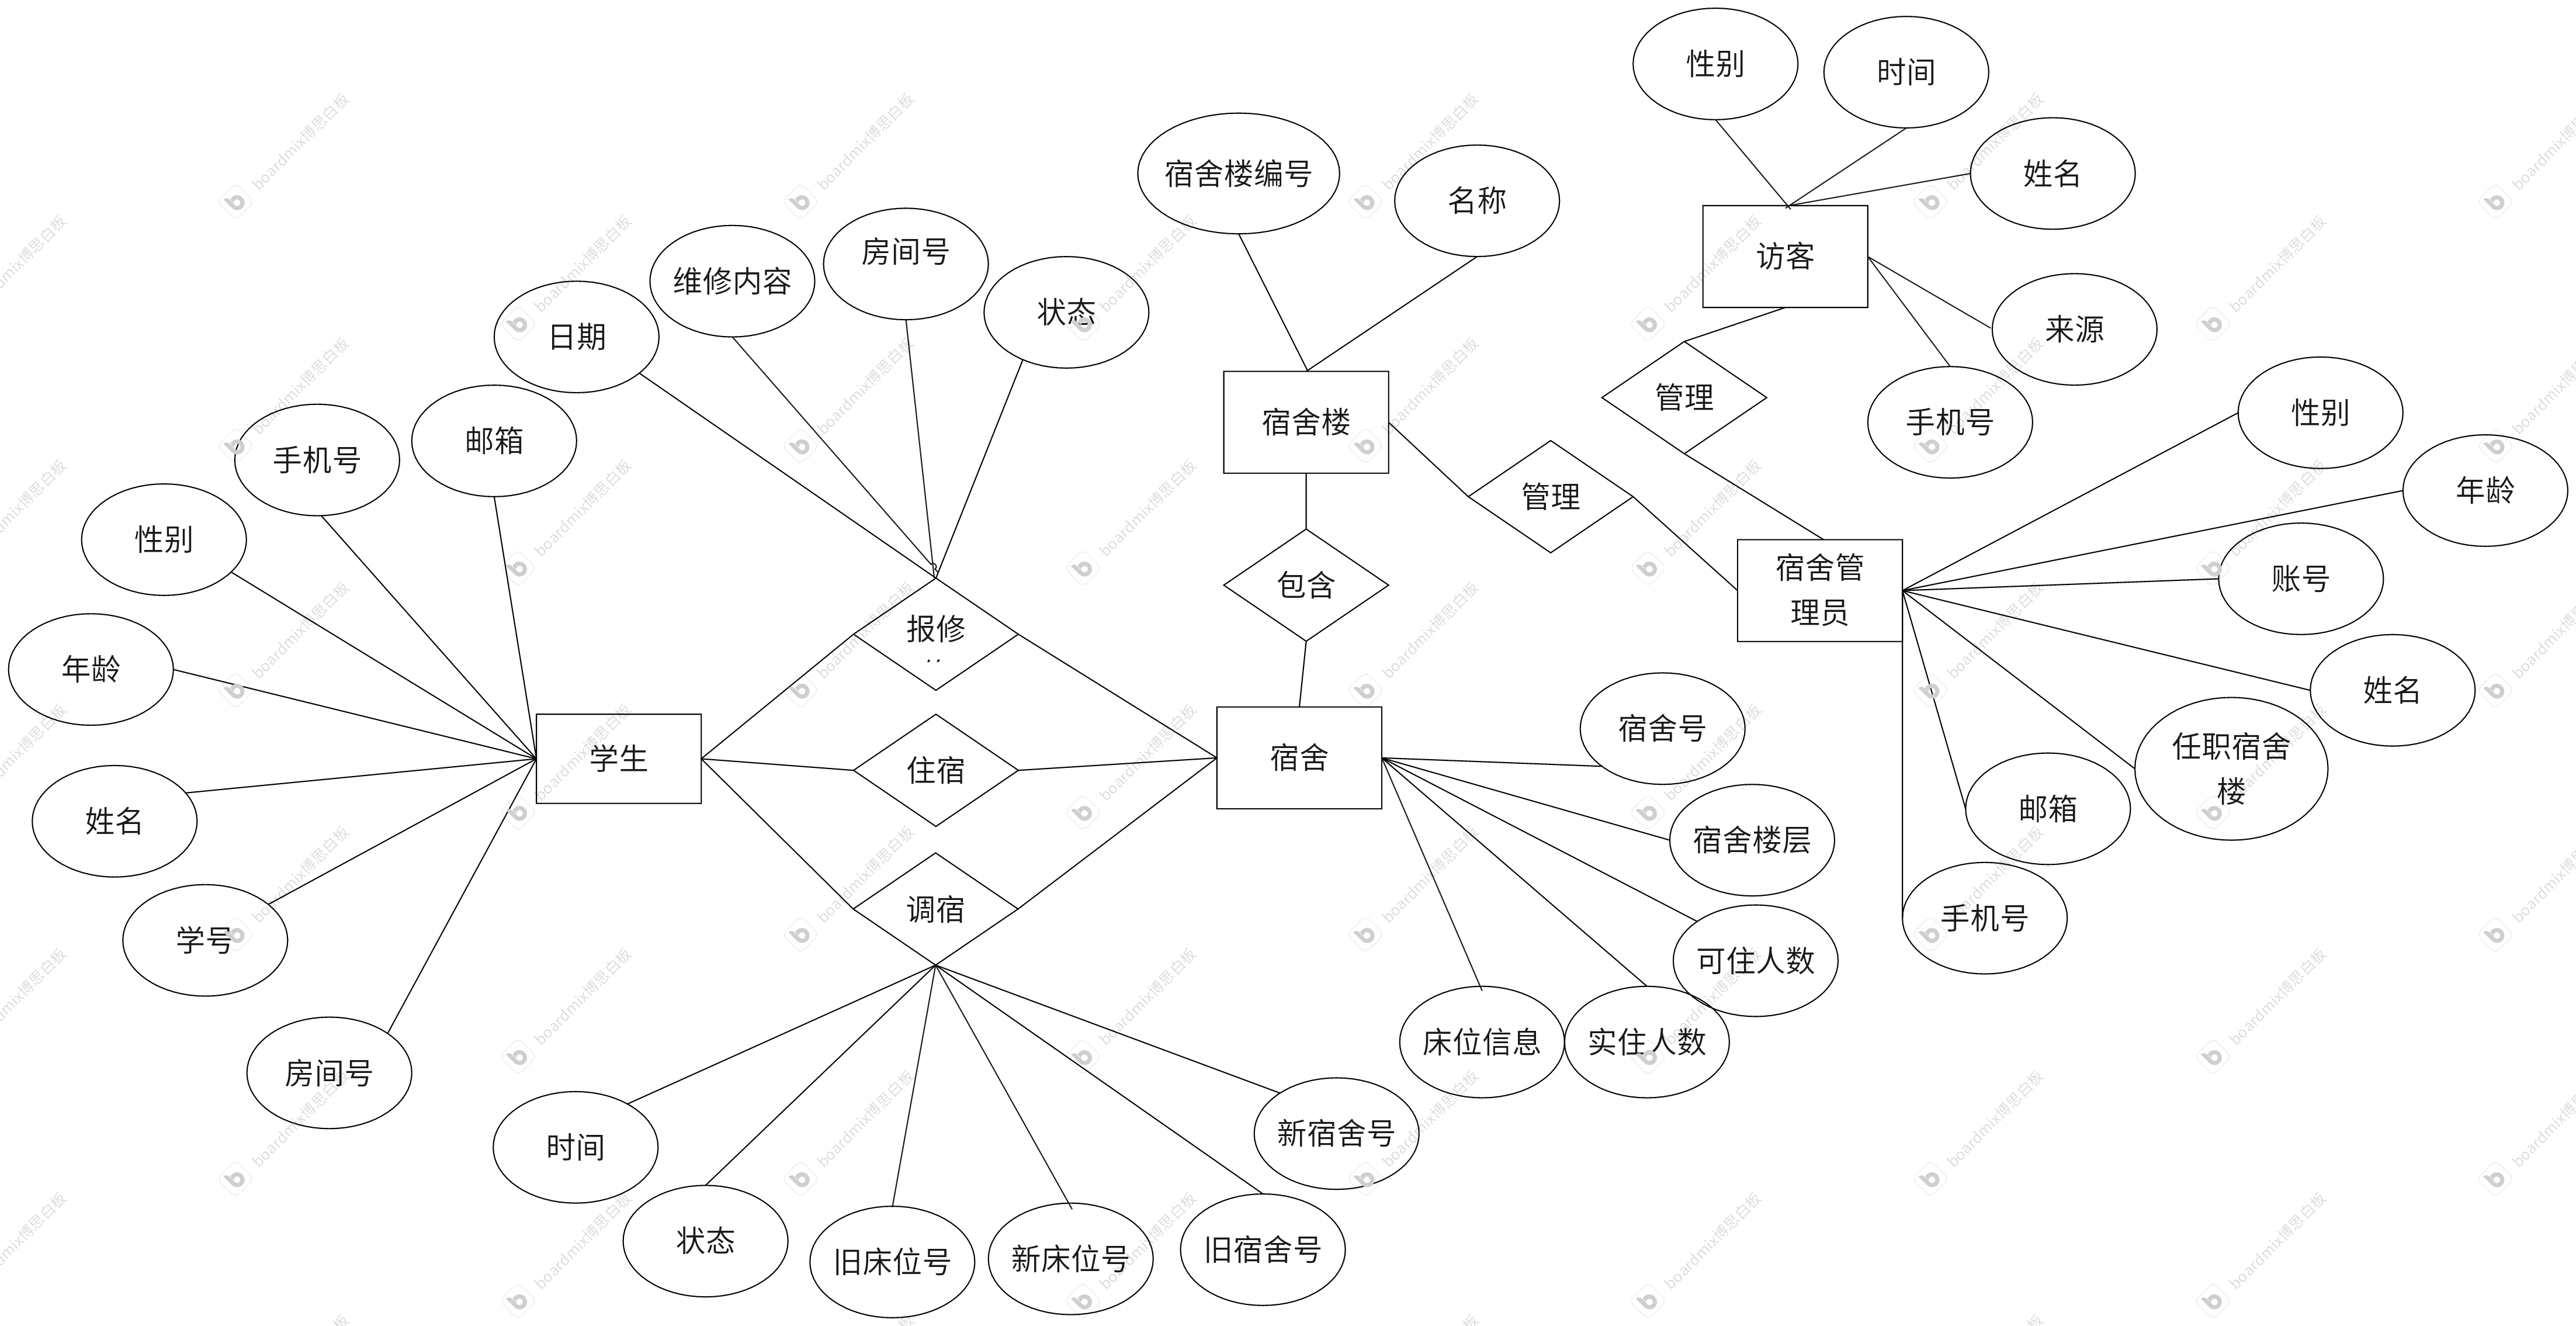 性别
时间
姓名
宿舍楼编号
名称
访客
房间号
维修内容
状态
日期
来源
手机号
管理
宿舍楼
性别
邮箱
手机号
年龄
管理
性别
包含
宿舍管
理员
账号
报修
年龄
姓名
宿舍号
学生
住宿
宿舍
任职宿舍
楼
姓名
宿舍楼层
邮箱
学号
调宿
手机号
可住人数
床位信息
实住人数
房间号
时间
新宿舍号
状态
旧床位号
新床位号
旧宿舍号
boardmix博思白板